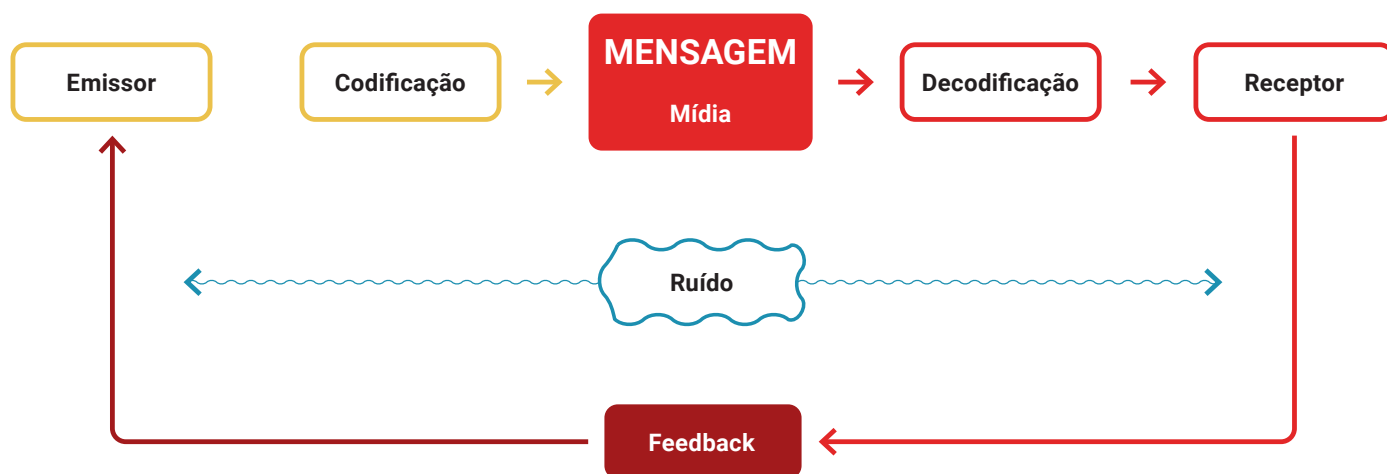 Emissor
Codificação
MENSAGEM
Mídia
Decodificação
Receptor
Ruído
Feedback